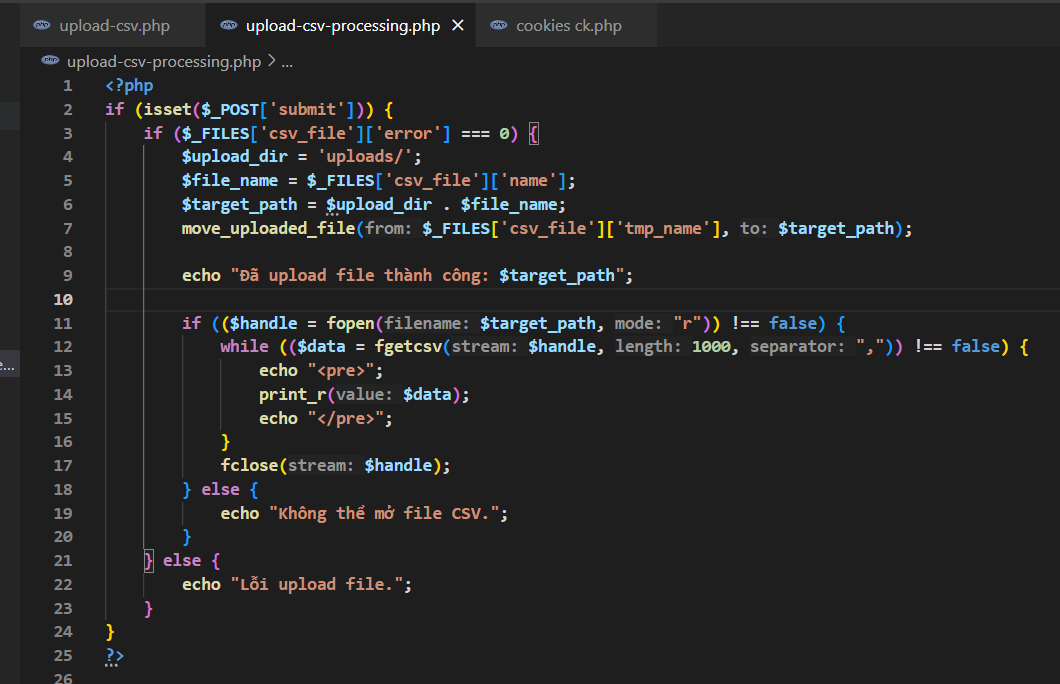 upload-csv.php
upload-csv-processing.php ×
cookies ck.php
upload-csv-processing.php > ...
1 <?php
2 if (isset($_POST['submit'])) {
3     if ($_FILES['csv_file']['error'] === 0) {
4         $upload_dir = 'uploads/';
5         $file_name = $_FILES['csv_file']['name'];
6         $target_path = $upload_dir . $file_name;
7         move_uploaded_file(from: $_FILES['csv_file']['tmp_name'], to: $target_path);
8
9         echo "Đã upload file thành công: $target_path";
10
11         if (($handle = fopen(filename: $target_path, mode: "r")) !== false) {
12             while (($data = fgetcsv(stream: $handle, length: 1000, separator: ",")) !== false) {
13                 echo "<pre>";
14                 print_r(value: $data);
15                 echo "</pre>";
16             }
17             fclose(stream: $handle);
18         } else {
19             echo "Không thể mở file CSV.";
20         }
21     } else {
22         echo "Lỗi upload file.";
23     }
24 }
25 ?>
26
e...